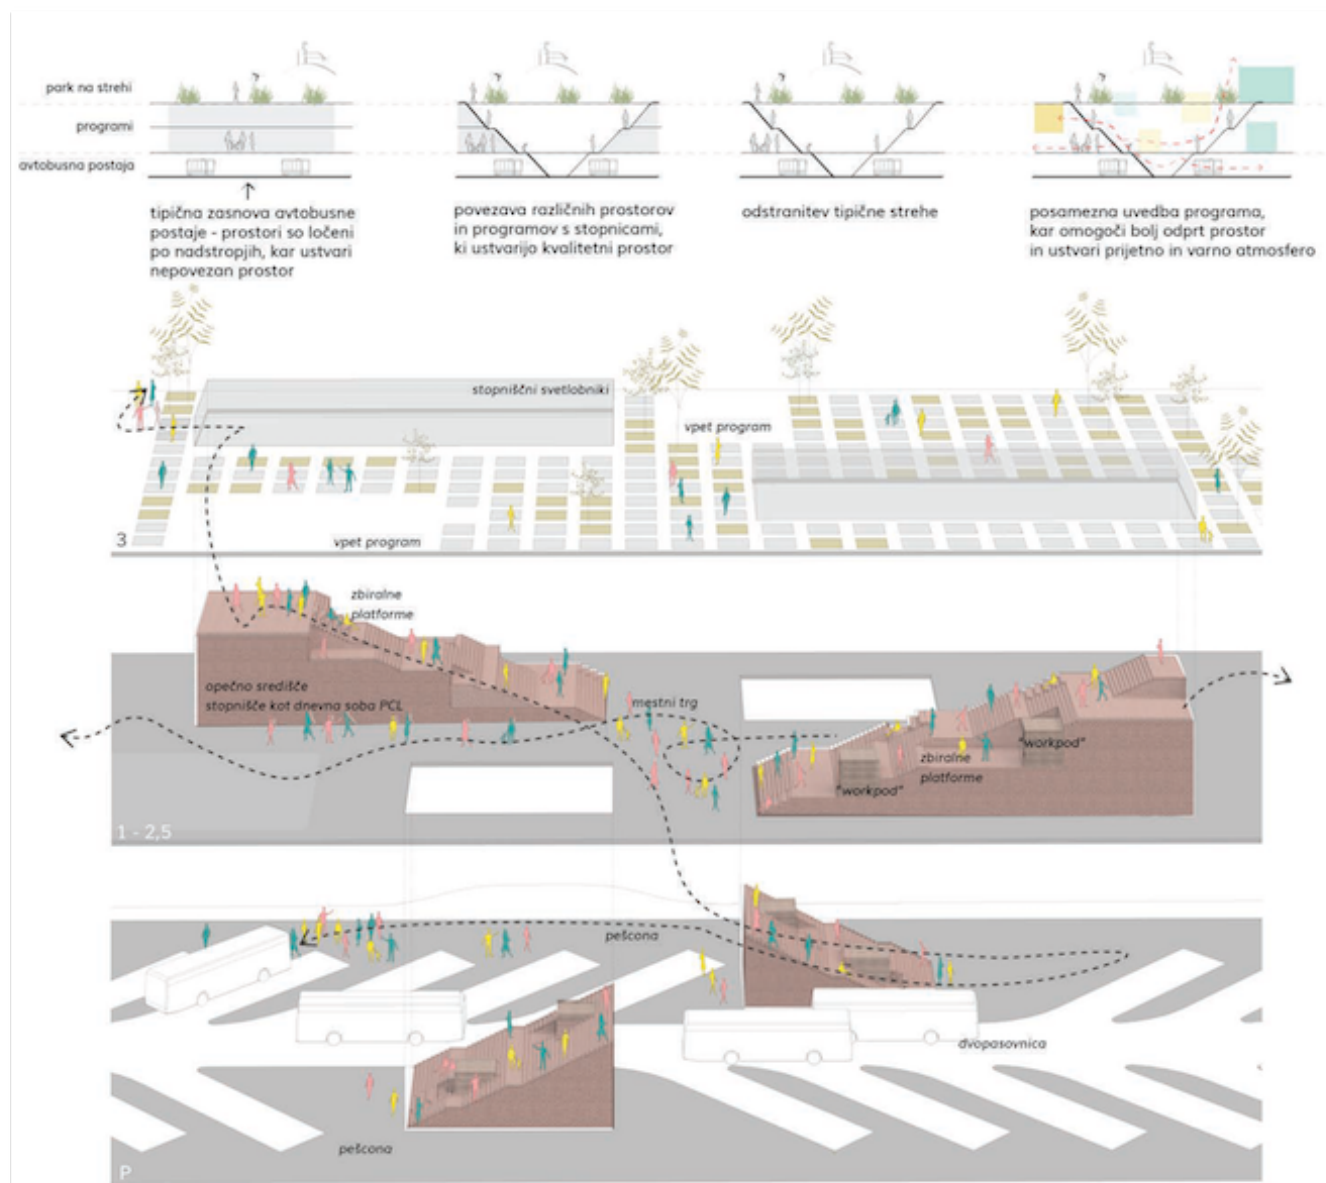 park na strehi
programi
avtobusna postaja
tipična zasnova avtobusne
postaje - prostori so ločeni
po nadstropjih, kar ustvari
nepovezan prostor
povezava različnih prostorov
in programov s stopnicami,
ki ustvarijo kvalitetni prostor
odstranitev tipične strehe
posamezna uvedba programa,
kar omogoči bolj odprt prostor
in ustvari prijetno in varno atmosfero
stopniščni svetlobniki
vpet program
vpet program
3
zbiralne
platforme
opečno središče
stopnišče kot dnevna soba PCL
mestni trg
"workpod"
zbiralne
platforme
"workpod"
1 - 2,5
pešcona
dvopasovnica
pešcona
P